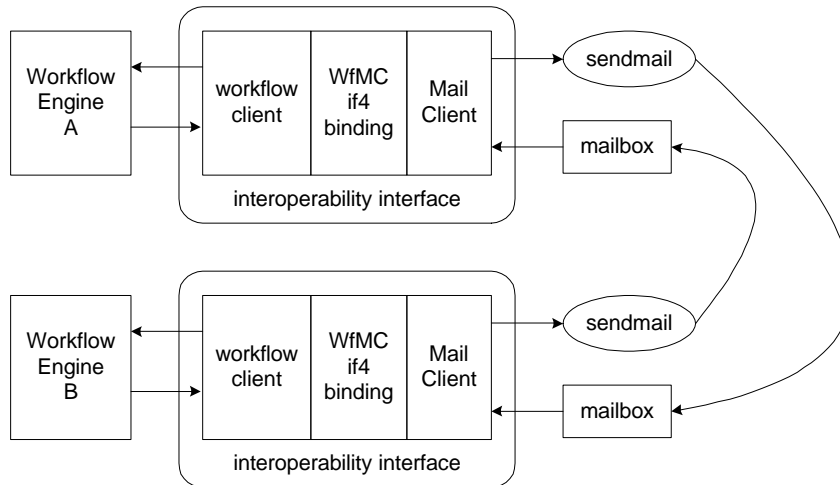 Workflow
Engine
A
workflow
client
WfMC
if4
binding
Mail
Client
interoperability interface
sendmail
mailbox
Workflow
Engine
B
workflow
client
WfMC
if4
binding
Mail
Client
interoperability interface
sendmail
mailbox